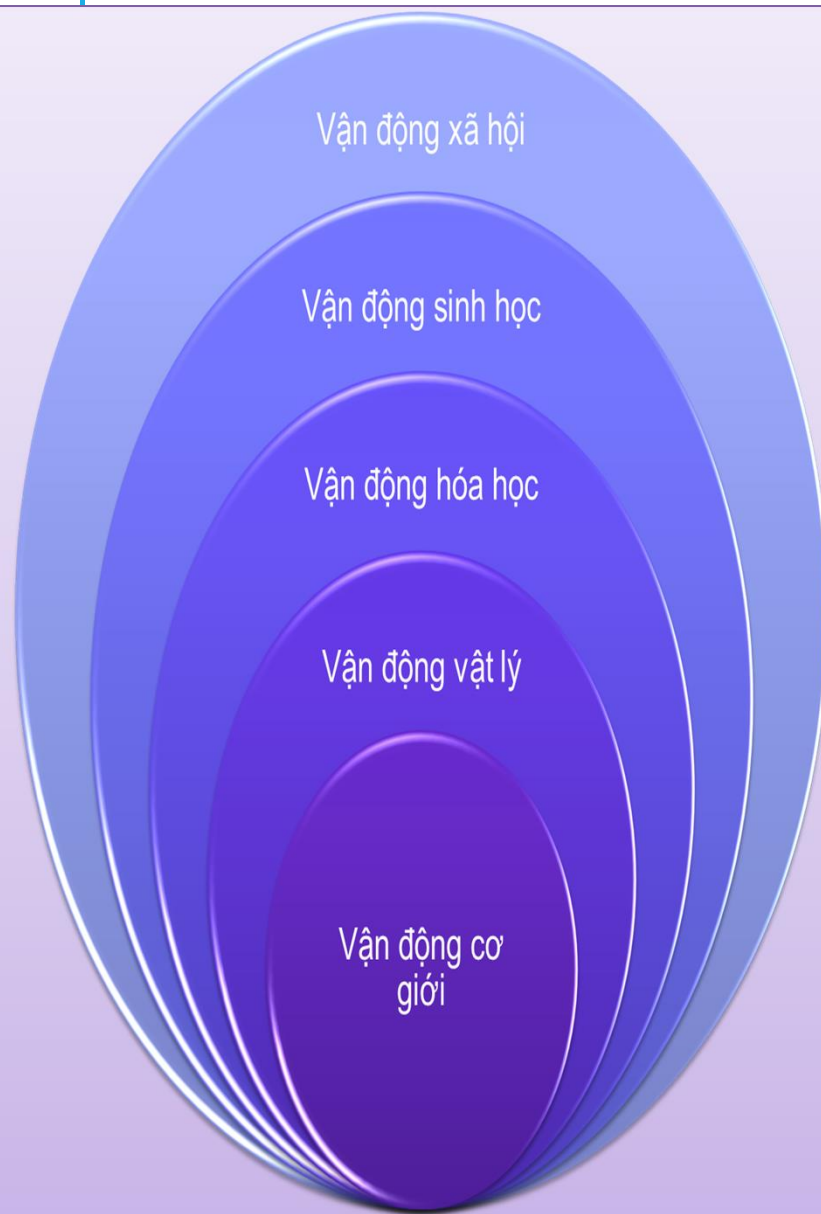 Vận động xã hội
Vận động sinh học
Vận động hóa học
Vận động vật lý
Vận động cơ
giới